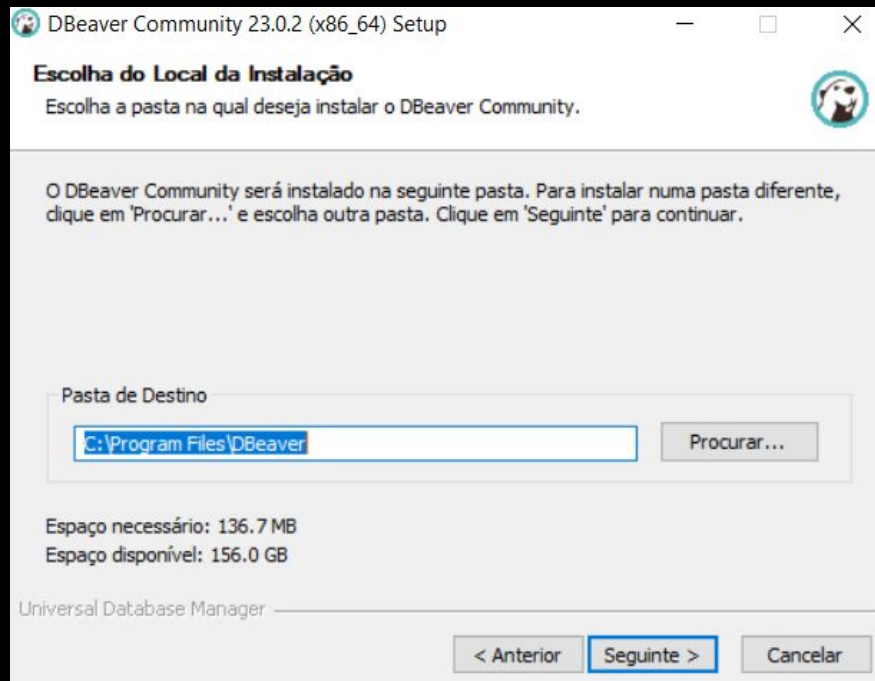 DBeaver Community 23.0.2 (x86_64) Setup
Escolha do Local da Instalação
Escolha a pasta na qual deseja instalar o DBeaver Community.
O DBeaver Community será instalado na seguinte pasta. Para instalar numa pasta diferente,
clique em 'Procurar...' e escolha outra pasta. Clique em 'Seguinte' para continuar.
Pasta de Destino
C:\Program Files\DBeaver
Procurar...
Espaço necessário: 136.7 MB
Espaço disponível: 156.0 GB
Universal Database Manager
< Anterior
Seguinte >
Cancelar